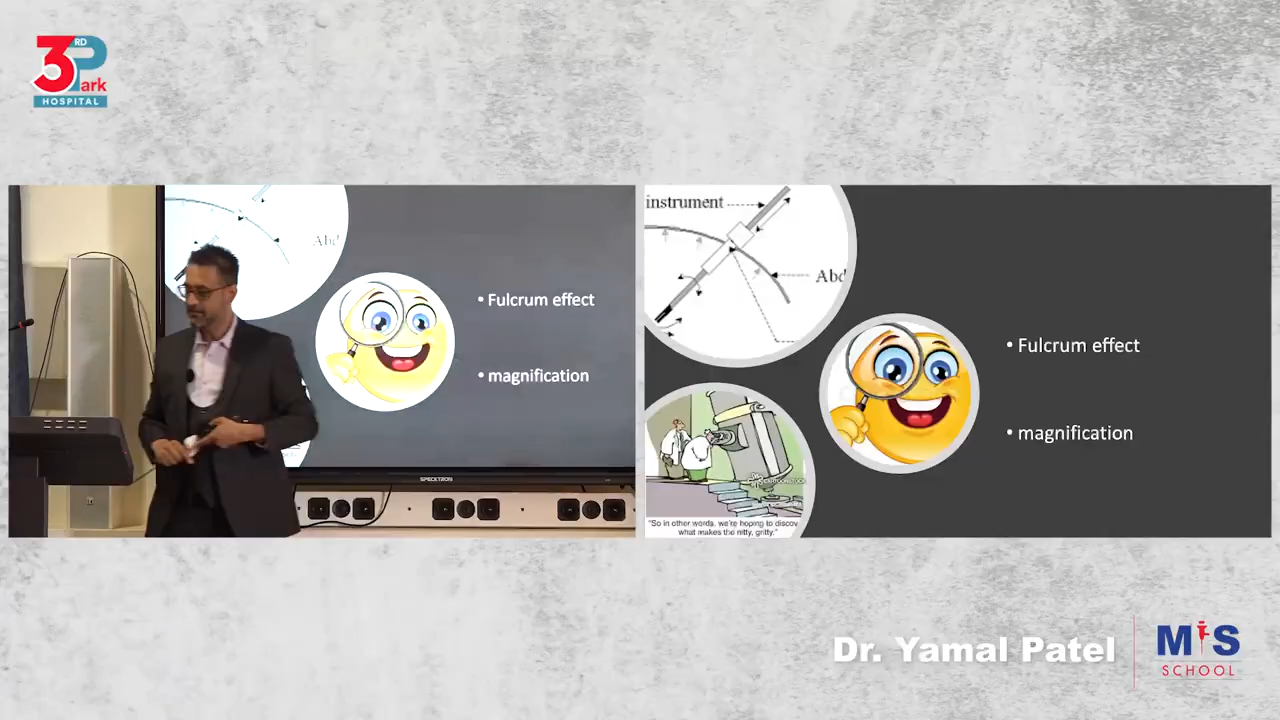 3RD
Park
HOSPITAL
Abd
• Fulcrum effect
• magnification
SPECKTRON
instrument
Abd
• Fulcrum effect
• magnification
"So in other words, we're hoping to discov
what makes the nitty, gritty."
Dr. Yamal Patel
MIS
SCHOOL